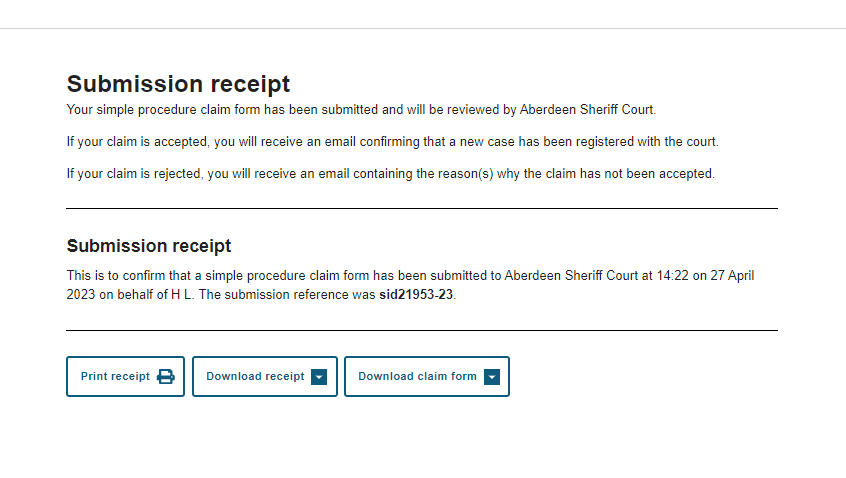 Submission receipt
Your simple procedure claim form has been submitted and will be reviewed by Aberdeen Sheriff Court.
If your claim is accepted, you will receive an email confirming that a new case has been registered with the court.
If your claim is rejected, you will receive an email containing the reason(s) why the claim has not been accepted.
Submission receipt
This is to confirm that a simple procedure claim form has been submitted to Aberdeen Sheriff Court at 14:22 on 27 April
2023 on behalf of H L. The submission reference was sid21953-23.
Print receipt Download receipt Download claim form